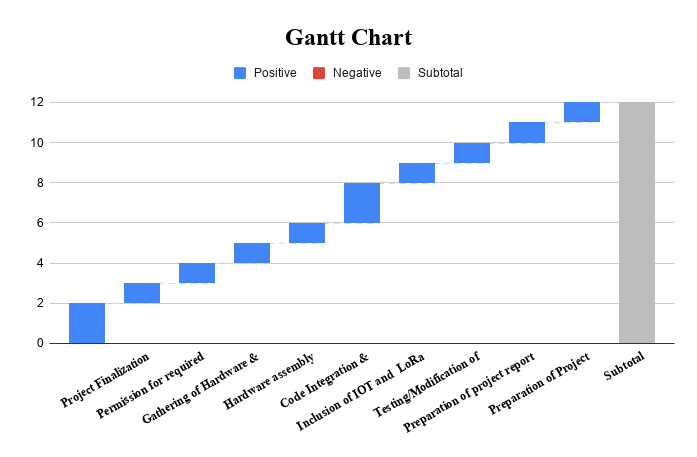 Gantt Chart
Positive
Negative
Subtotal
12
10
8
6
4
2
0
Project Finalization
Permission for required
Gathering of Hardware &
Hardware assembly
Code Integration &
Inclusion of IOT and LoRa
Testing/Modification of
Preparation of project report
Preparation of Project
Subtotal